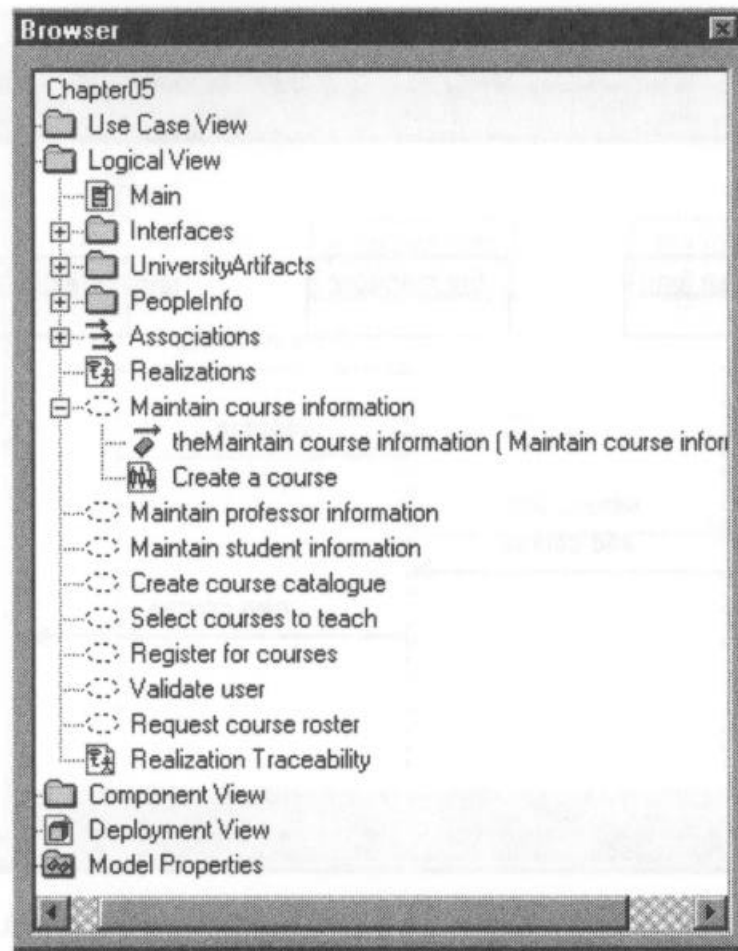 Browser
Chapter05
Use Case View
Logical View
Main
Interfaces
UniversityArtifacts
PeopleInfo
Associations
Realizations
Maintain course information
theMaintain course information ( Maintain course infor
Create a course
Maintain professor information
Maintain student information
Create course catalogue
Select courses to teach
Register for courses
Validate user
Request course roster
Realization Traceability
Component View
Deployment View
Model Properties